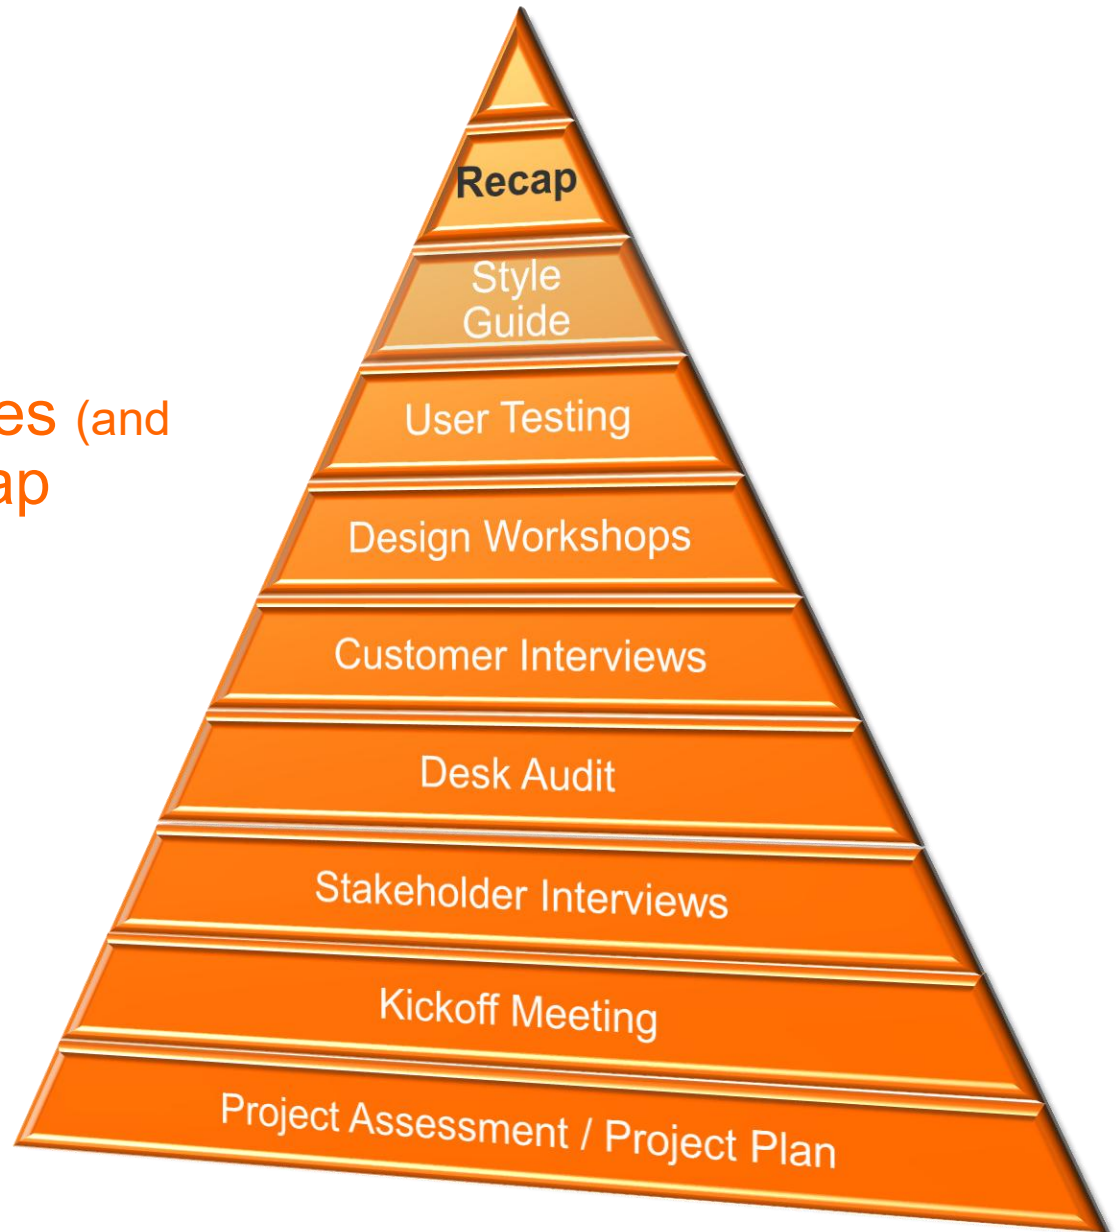 Recap
Style
Guide
es (and
ap
User Testing
Design Workshops
Customer Interviews
Desk Audit
Stakeholder Interviews
Kickoff Meeting
Project Assessment / Project Plan